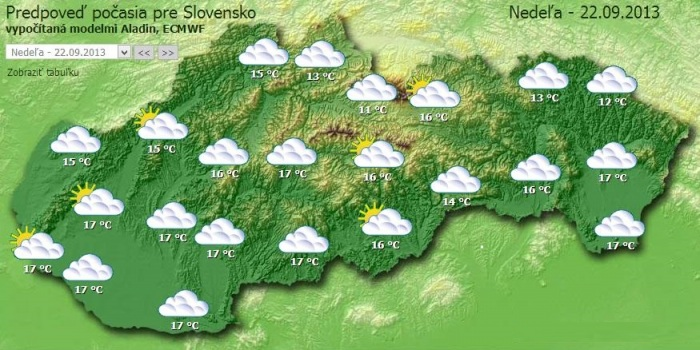 Predpoveď počasia pre Slovensko
Nedeľa - 22.09.2013
vypočítaná modelmi Aladin, ECMWF
Nedeľa - 22.09.2013 << >>
Zobraziť tabuľku
15 °C
13 °C
11 °C
16 °C
13 °C
12 °C
15 °C
15 °C
16 °C
17 °C
16 °C
14 °C
16 °C
17 °C
17 °C
17 °C
17 °C
17 °C
16 °C
17 °C
17 °C
17 °C
17 °C